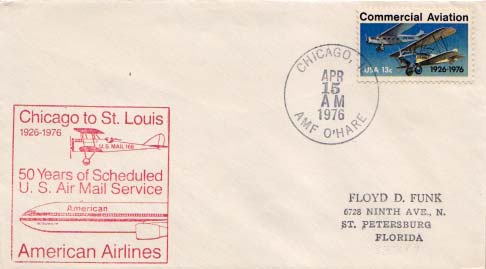 Commercial Aviation
USA 13c 1926-1976
CHICAGO,
APR
15
AM
1976
AMF O'HARE
Chicago to St. Louis
1926-1976
U.S. MAIL
50 Years of Scheduled
U.S. Air Mail Service
American
American Airlines
FLOYD D. FUNK
6728 NINTH AVE., N.
ST. PETERSBURG
FLORIDA